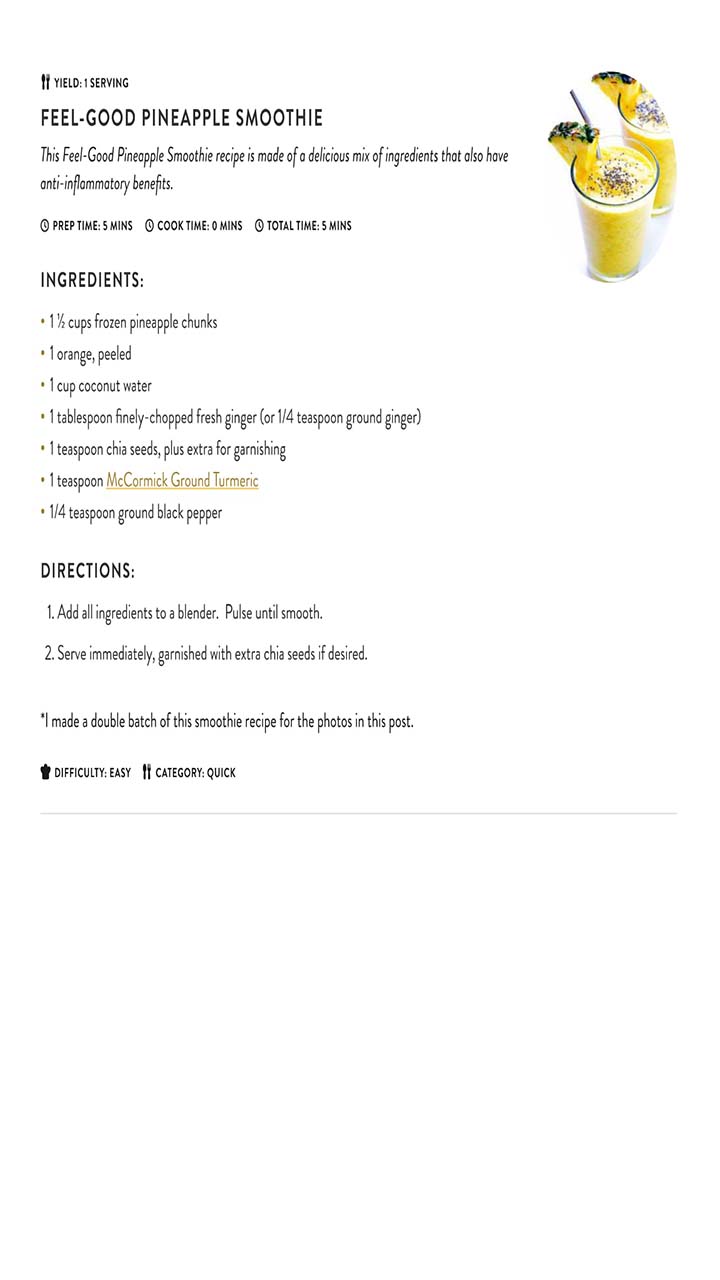 YIELD: 1 SERVING
FEEL-GOOD PINEAPPLE SMOOTHIE
This Feel-Good Pineapple Smoothie recipe is made of a delicious mix of ingredients that also have
anti-inflammatory benefits.
PREP TIME: 5 MINS COOK TIME: 0 MINS TOTAL TIME: 5 MINS
INGREDIENTS:
• 1 ½ cups frozen pineapple chunks
• 1 orange, peeled
• 1 cup coconut water
• 1 tablespoon finely-chopped fresh ginger (or 1/4 teaspoon ground ginger)
• 1 teaspoon chia seeds, plus extra for garnishing
• 1 teaspoon McCormick Ground Turmeric
• 1/4 teaspoon ground black pepper
DIRECTIONS:
1. Add all ingredients to a blender.  Pulse until smooth.
2. Serve immediately, garnished with extra chia seeds if desired.
*I made a double batch of this smoothie recipe for the photos in this post.
DIFFICULTY: EASY CATEGORY: QUICK